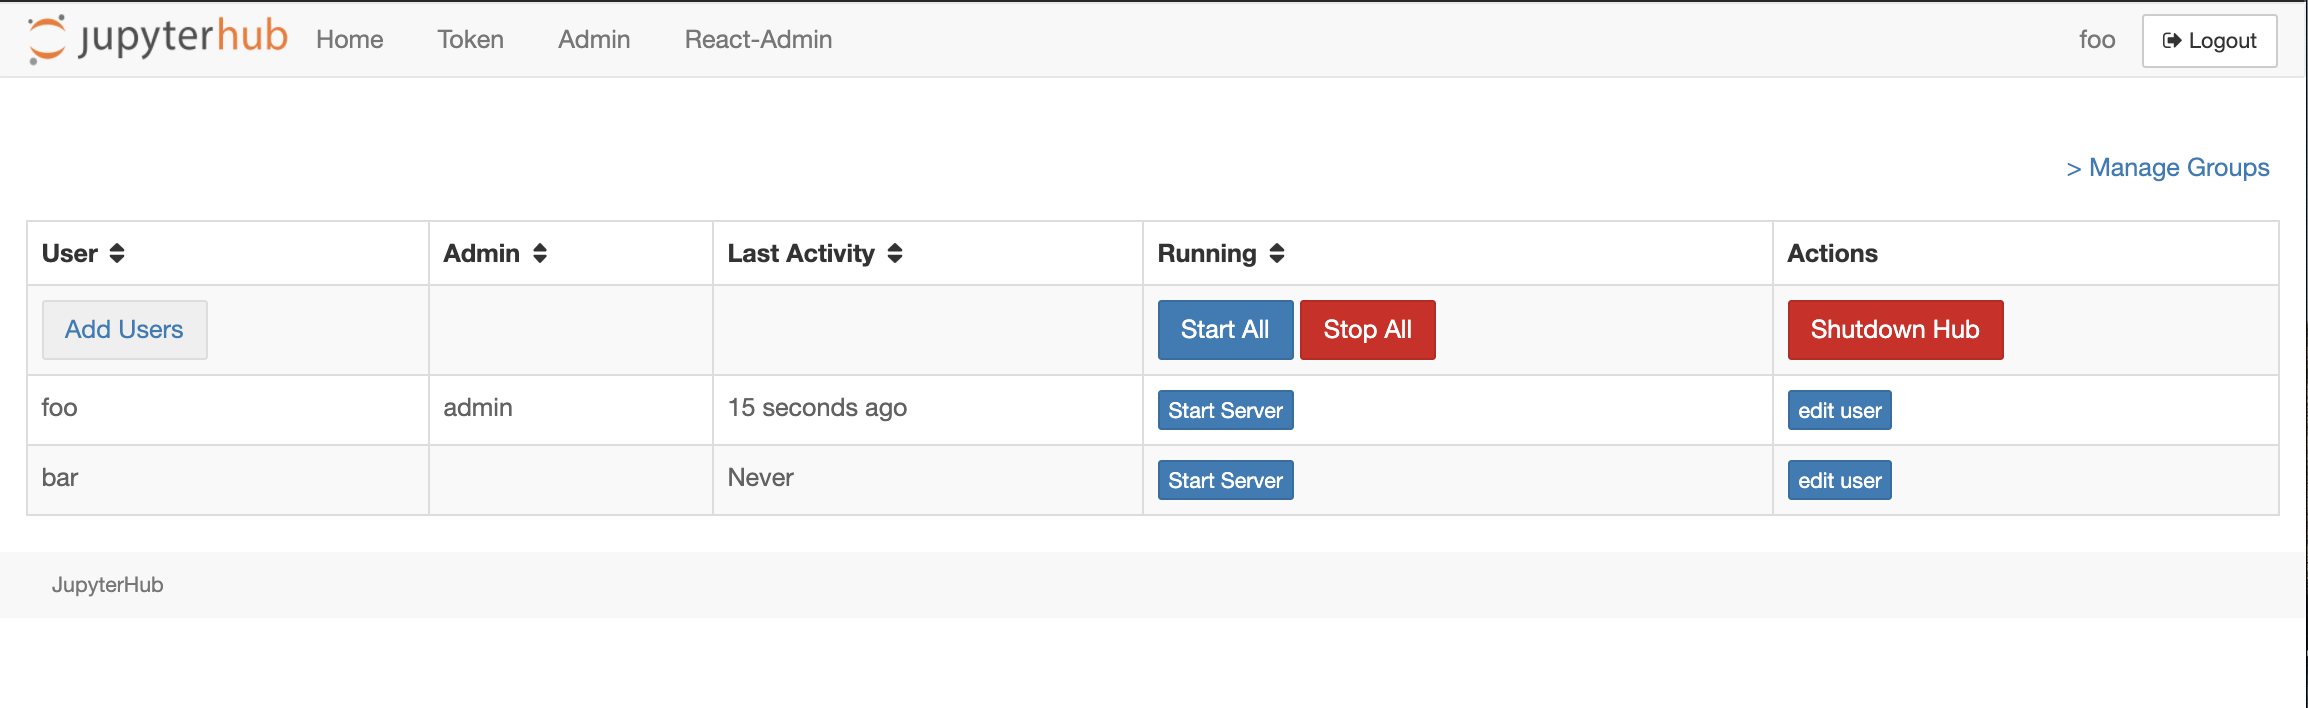 jupyterhub Home Token Admin React-Admin foo Logout
> Manage Groups
User Admin Last Activity Running Actions
Add Users Start All Stop All Shutdown Hub
foo admin 15 seconds ago Start Server edit user
bar Never Start Server edit user
JupyterHub